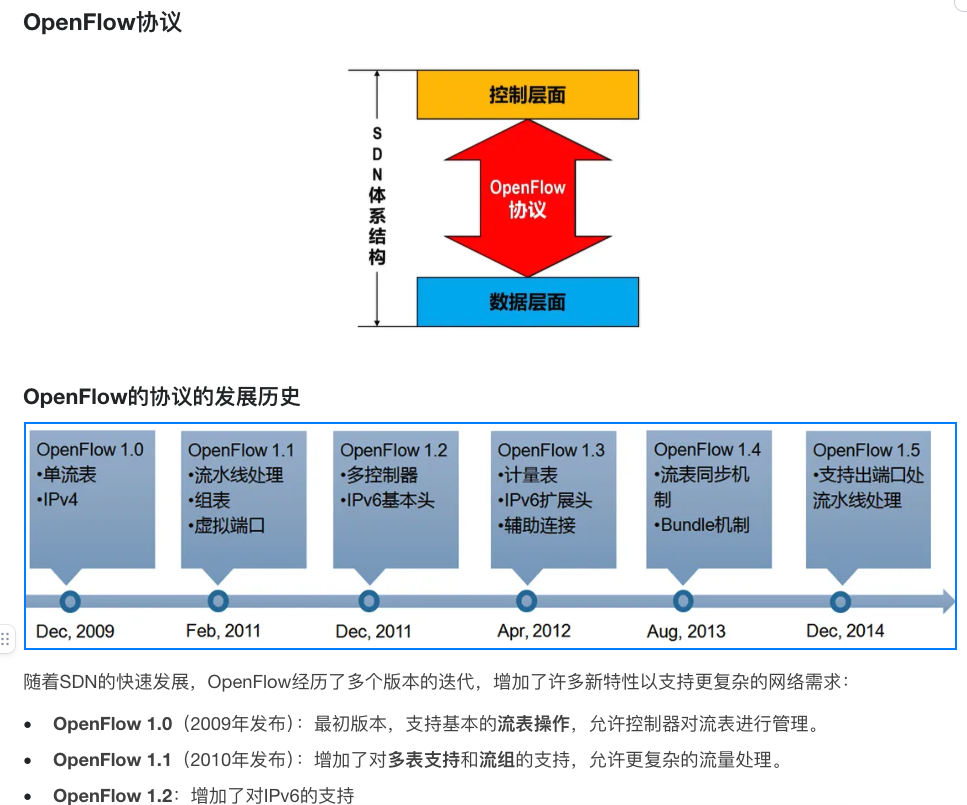 OpenFlow协议
控制层面
SDN体系结构
OpenFlow
协议
数据层面
OpenFlow的协议的发展历史
OpenFlow 1.0
•单流表
•IPv4
OpenFlow 1.1
•流水线处理
•组表
•虚拟端口
OpenFlow 1.2
•多控制器
•IPv6基本头
OpenFlow 1.3
•计量表
•IPv6扩展头
•辅助连接
OpenFlow 1.4
•流表同步机
制
•Bundle机制
OpenFlow 1.5
•支持出端口处
流水线处理
Dec, 2009
Feb, 2011
Dec, 2011
Apr, 2012
Aug, 2013
Dec, 2014
随着SDN的快速发展，OpenFlow经历了多个版本的迭代，增加了许多新特性以支持更复杂的网络需求：
• OpenFlow 1.0（2009年发布）：最初版本，支持基本的流表操作，允许控制器对流表进行管理。
• OpenFlow 1.1（2010年发布）：增加了对多表支持和流组的支持，允许更复杂的流量处理。
• OpenFlow 1.2：增加了对IPv6的支持